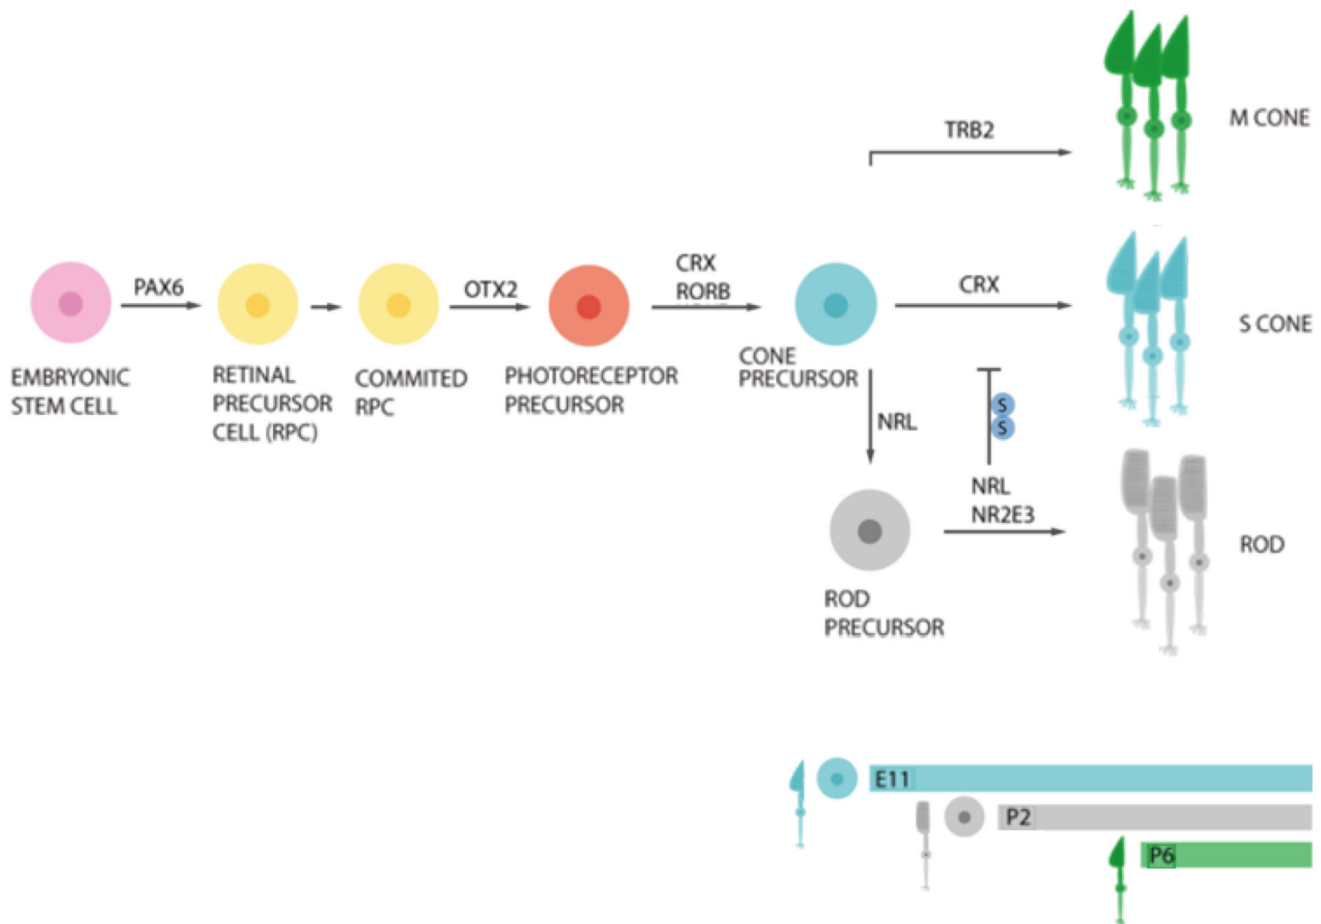 TRB2
M CONE
PAX6
OTX2
CRX
RORB
CRX
S CONE
EMBRYONIC
STEM CELL
RETINAL
PRECURSOR
CELL (RPC)
COMMITED
RPC
PHOTORECEPTOR
PRECURSOR
CONE
PRECURSOR
NRL
S
S
NRL
NR2E3
ROD
ROD
PRECURSOR
E11
P2
P6